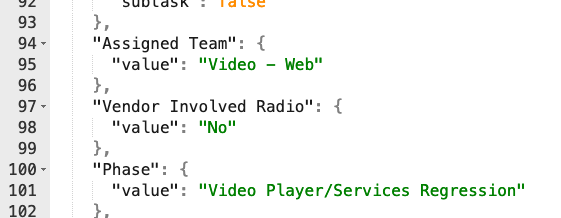 92 "subtask": false
93 },
94 "Assigned Team": {
95 "value": "Video – Web"
96 },
97 "Vendor Involved Radio": {
98 "value": "No"
99 },
100 "Phase": {
101 "value": "Video Player/Services Regression"
102 },